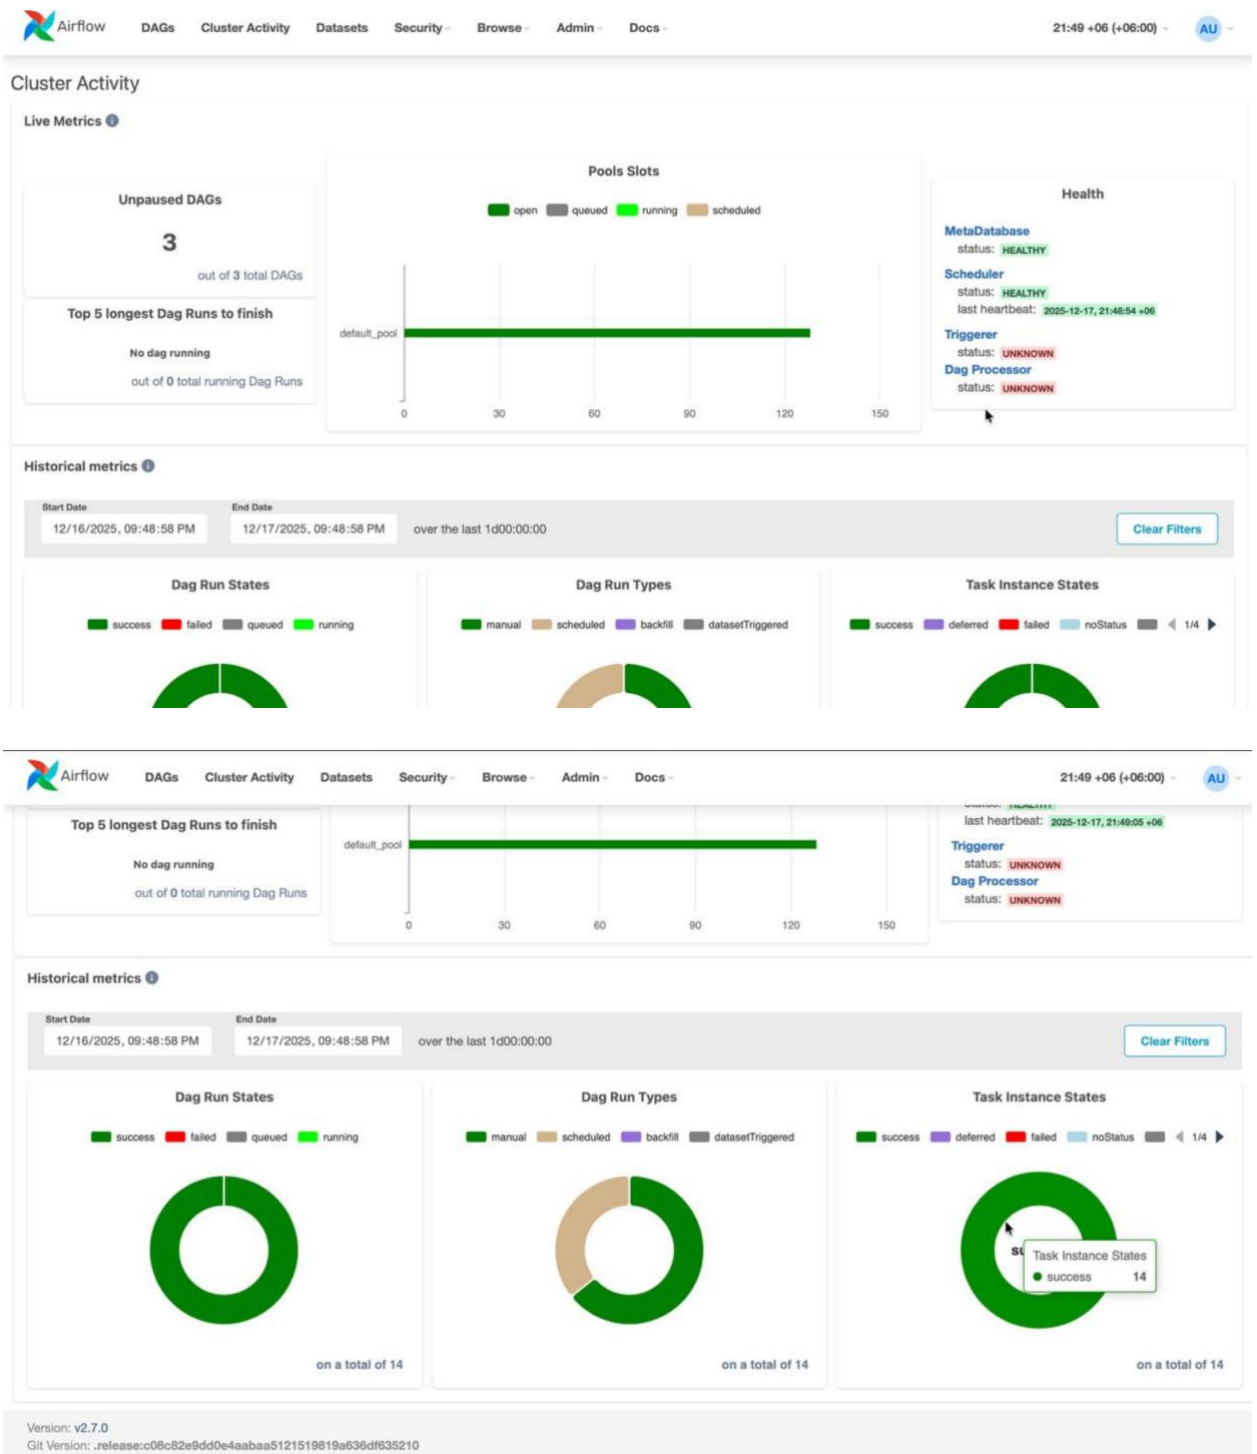 Airflow DAGs Cluster Activity Datasets Security Browse Admin Docs 21:49 +06 (+06:00) AU
Cluster Activity
Live Metrics
Unpaused DAGs
3
out of 3 total DAGs
Top 5 longest Dag Runs to finish
No dag running
out of 0 total running Dag Runs
Pools Slots
open queued running scheduled
default_pool
0 30 60 90 120 150
Health
MetaDatabase
status: HEALTHY
Scheduler
status: HEALTHY
last heartbeat: 2025-12-17, 21:48:54 +06
Triggerer
status: UNKNOWN
Dag Processor
status: UNKNOWN
Historical metrics
Start Date End Date
12/16/2025, 09:48:58 PM 12/17/2025, 09:48:58 PM over the last 1d00:00:00 Clear Filters
Dag Run States
success failed queued running
Dag Run Types
manual scheduled backfill datasetTriggered
Task Instance States
success deferred failed noStatus 1/4
Airflow DAGs Cluster Activity Datasets Security Browse Admin Docs 21:49 +06 (+06:00) AU
Top 5 longest Dag Runs to finish
No dag running
out of 0 total running Dag Runs
default_pool
0 30 60 90 120 150
status: HEALTHY
last heartbeat: 2025-12-17, 21:49:05 +06
Triggerer
status: UNKNOWN
Dag Processor
status: UNKNOWN
Historical metrics
Start Date End Date
12/16/2025, 09:48:58 PM 12/17/2025, 09:48:58 PM over the last 1d00:00:00 Clear Filters
Dag Run States
success failed queued running
on a total of 14
Dag Run Types
manual scheduled backfill datasetTriggered
on a total of 14
Task Instance States
success deferred failed noStatus 1/4
Task Instance States
success 14
on a total of 14
Version: v2.7.0
Git Version: .release:c08c82e9dd0e4aabaa5121519819a636df635210